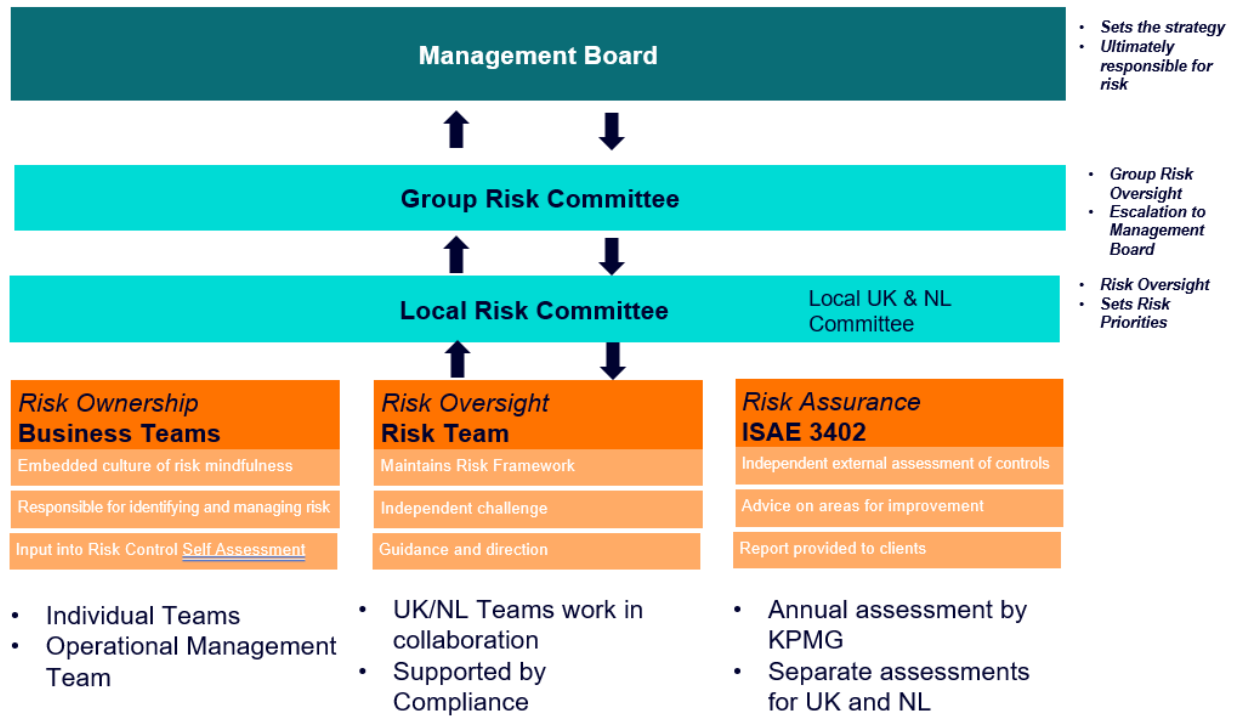 Management Board
• Sets the strategy
• Ultimately
responsible for
risk
Group Risk Committee
• Group Risk
Oversight
• Escalation to
Management
Board
Local Risk Committee
Local UK & NL
Committee
• Risk Oversight
• Sets Risk
Priorities
Risk Ownership
Business Teams
Embedded culture of risk mindfulness
Responsible for identifying and managing risk
Input into Risk Control Self Assessment
• Individual Teams
• Operational Management
Team
Risk Oversight
Risk Team
Maintains Risk Framework
Independent challenge
Guidance and direction
• UK/NL Teams work in
collaboration
• Supported by
Compliance
Risk Assurance
ISAE 3402
Independent external assessment of controls
Advice on areas for improvement
Report provided to clients
• Annual assessment by
KPMG
• Separate assessments
for UK and NL